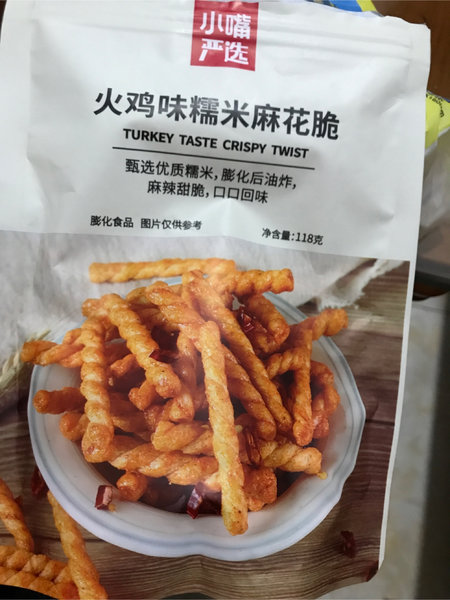 小嘴
严选
火鸡味糯米麻花脆
TURKEY TASTE CRISPY TWIST
甄选优质糯米,膨化后油炸,
麻辣甜脆,口口回味
膨化食品 图片仅供参考 净含量:118克